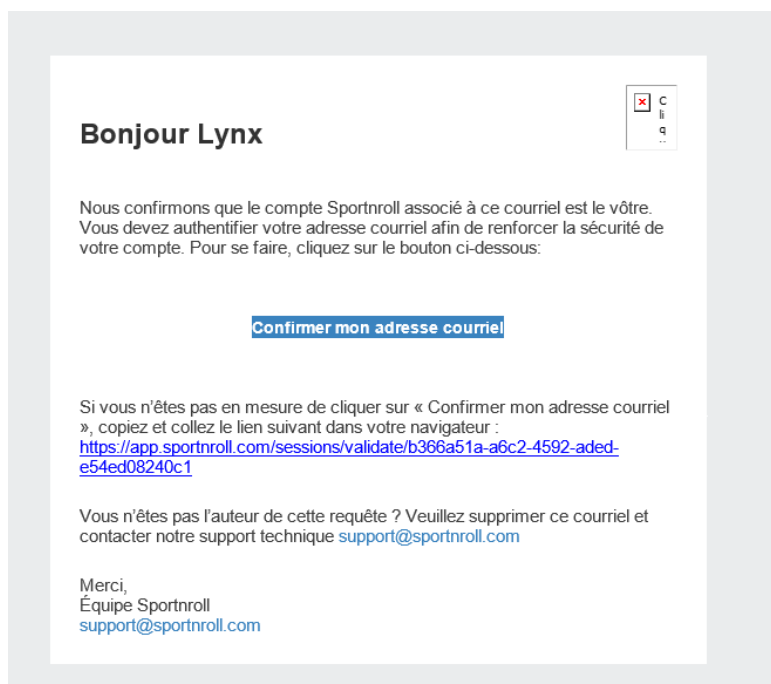 Bonjour Lynx
C
li
q
Nous confirmons que le compte Sportnroll associé à ce courriel est le vôtre.
Vous devez authentifier votre adresse courriel afin de renforcer la sécurité de
votre compte. Pour se faire, cliquez sur le bouton ci-dessous:
Confirmer mon adresse courriel
Si vous n’êtes pas en mesure de cliquer sur « Confirmer mon adresse courriel
», copiez et collez le lien suivant dans votre navigateur :
https://app.sportnroll.com/sessions/validate/b366a51a-a6c2-4592-aded-
e54ed08240c1
Vous n’êtes pas l’auteur de cette requête ? Veuillez supprimer ce courriel et
contacter notre support technique support@sportnroll.com
Merci,
Équipe Sportnroll
support@sportnroll.com